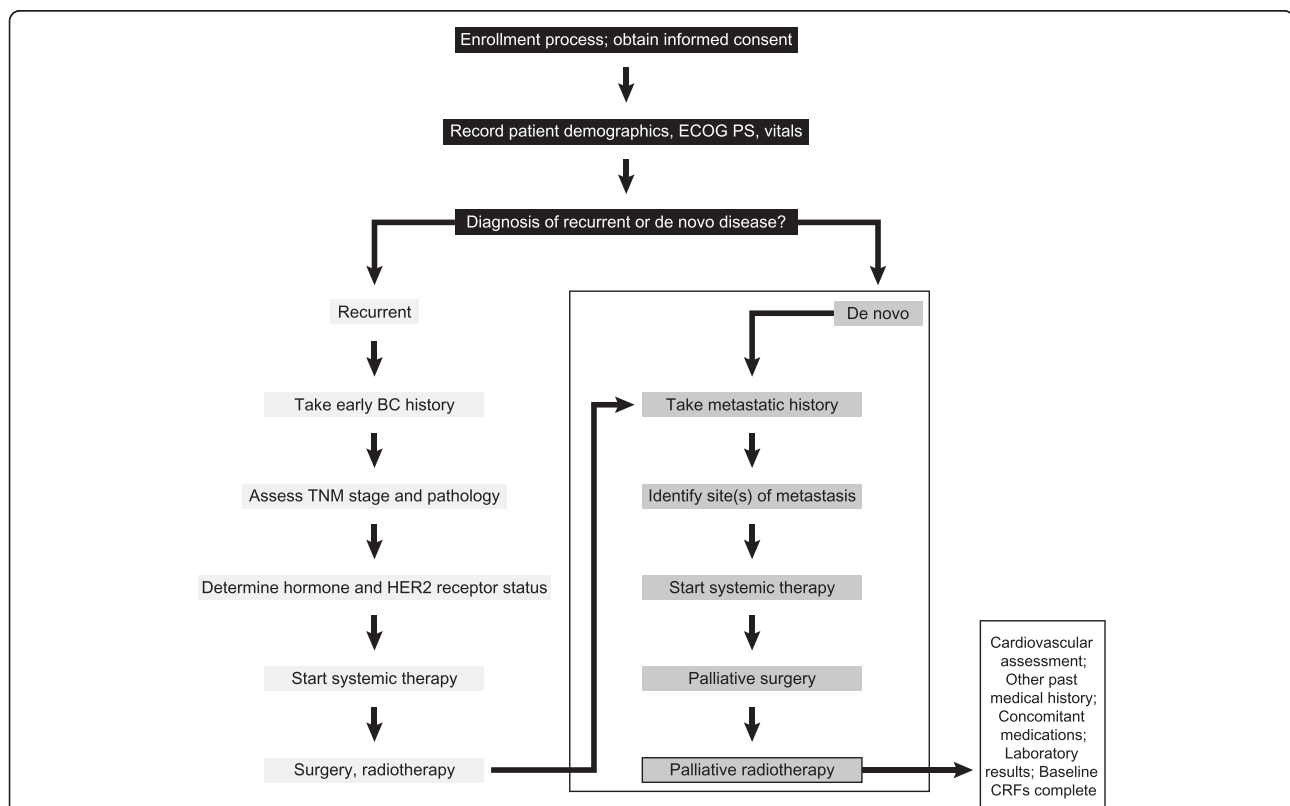 Enrollment process; obtain informed consent
Record patient demographics, ECOG PS, vitals
Diagnosis of recurrent or de novo disease?
Recurrent
Take early BC history
Assess TNM stage and pathology
Determine hormone and HER2 receptor status
Start systemic therapy
Surgery, radiotherapy
De novo
Take metastatic history
Identify site(s) of metastasis
Start systemic therapy
Palliative surgery
Palliative radiotherapy
Cardiovascular
assessment;
Other past
medical history;
Concomitant
medications;
Laboratory
results; Baseline
CRFs complete